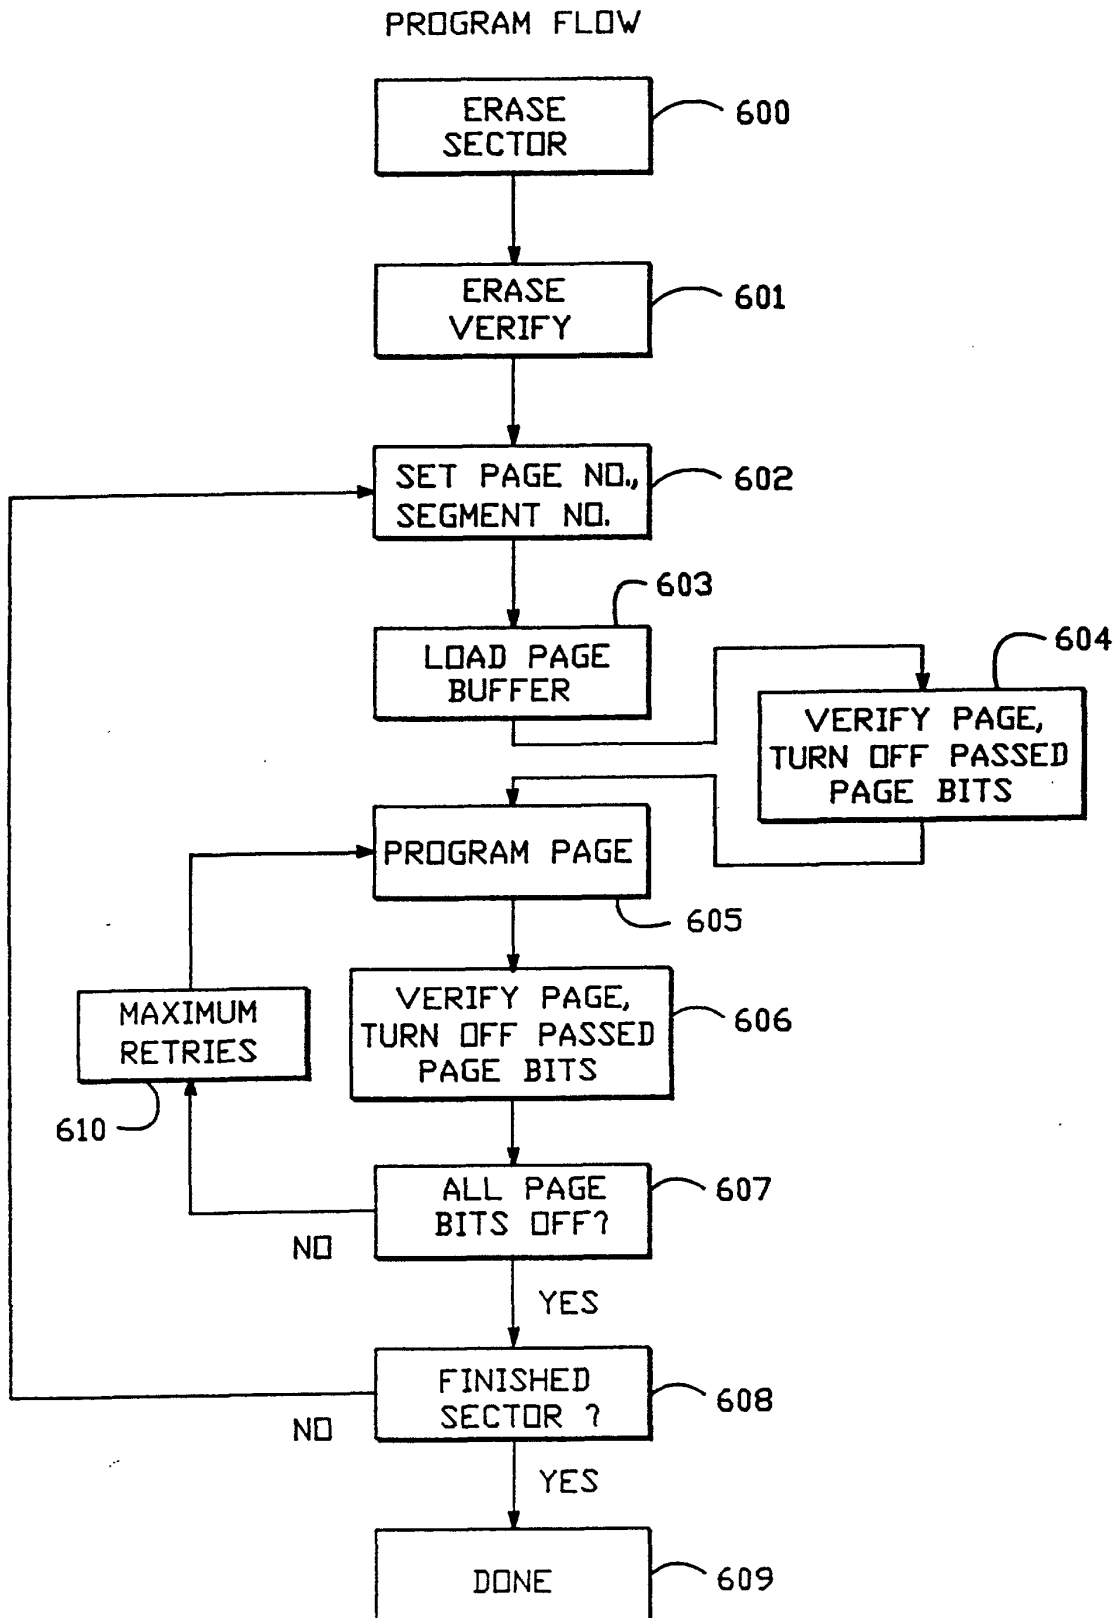 PROGRAM FLOW
ERASE
SECTOR
600
ERASE
VERIFY
601
SET PAGE NO.,
SEGMENT NO.
602
603
LOAD PAGE
BUFFER
604
VERIFY PAGE,
TURN OFF PASSED
PAGE BITS
PROGRAM PAGE
605
VERIFY PAGE,
TURN OFF PASSED
PAGE BITS
606
MAXIMUM
RETRIES
610
ALL PAGE
BITS OFF?
607
NO
YES
FINISHED
SECTOR ?
608
NO
YES
DONE
609